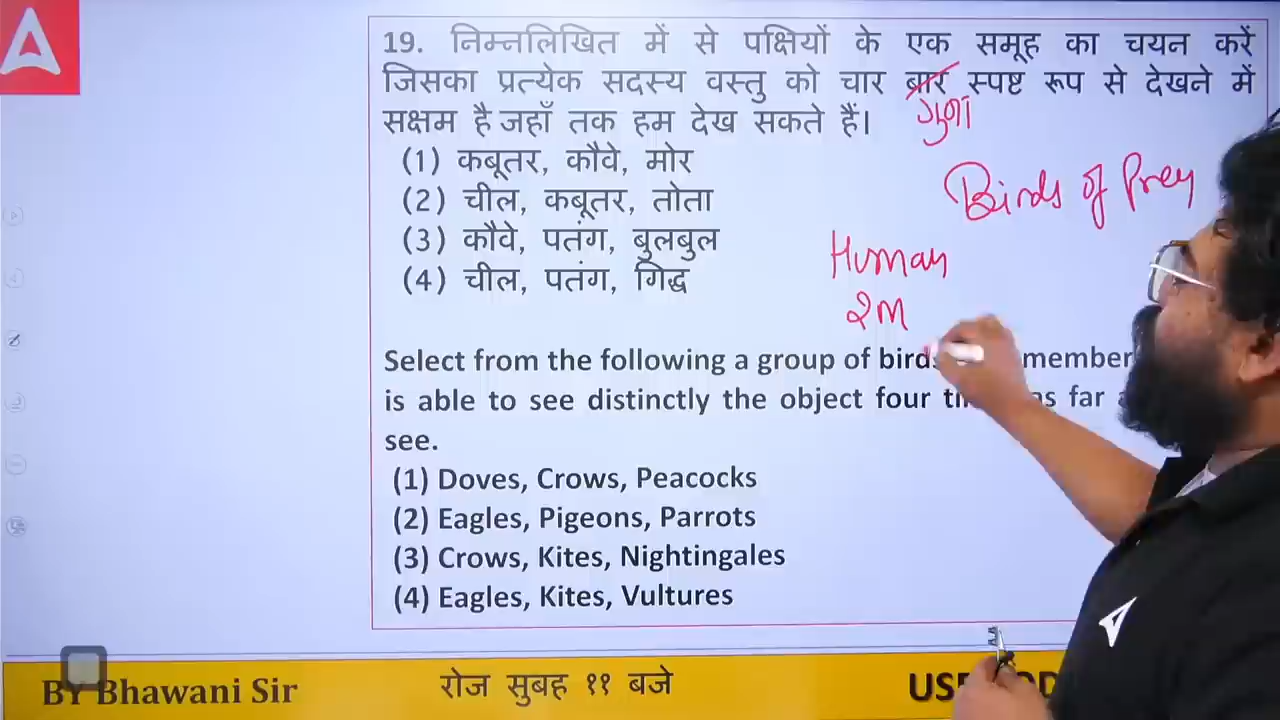 19. निम्नलिखित में से पक्षियों के एक समूह का चयन करें
जिसका प्रत्येक सदस्य वस्तु को चार बार स्पष्ट रूप से देखने में
गुणा
सक्षम है जहाँ तक हम देख सकते हैं।
(1) कबूतर, कौवे, मोर
(2) चील, कबूतर, तोता
(3) कौवे, पतंग, बुलबुल
(4) चील, पतंग, गिद्ध
Birds of Prey
Human
2M
Select from the following a group of birds member
is able to see distinctly the object four as far
see.
(1) Doves, Crows, Peacocks
(2) Eagles, Pigeons, Parrots
(3) Crows, Kites, Nightingales
(4) Eagles, Kites, Vultures
BY Bhawani Sir
रोज सुबह ११ बजे